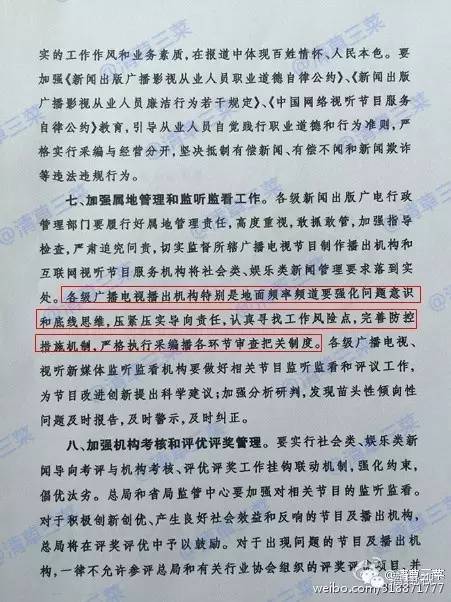 实的工作作风和业务素质，在报道中体现百姓情怀、人民本色。要
加强《新闻出版广播影视从业人员职业道德自律公约》、《新闻出版
广播影视从业人员廉洁行为若干规定》、《中国网络视听节目服务
自律公约》教育，引导从业人员自觉践行职业道德和行为准则，严
格实行采编与经营分开，坚决抵制有偿新闻、有偿不闻和新闻欺诈
等违法违规行为。
七、加强属地管理和监听监看工作。各级新闻出版广电行政
管理部门要履行好属地管理责任，高度重视，敢抓敢管，加强指导
检查，严肃追究问责，切实监督所辖广播电视节目制作播出机构和
互联网视听节目服务机构将社会类、娱乐类新闻管理要求落到实
处。各级广播电视播出机构特别是地面频率频道要强化问题意识
和底线思维，压紧压实导向责任，认真寻找工作风险点，完善防控
措施机制，严格执行采编播各环节审查把关制度。各级广播电视、
视听新媒体监听监看机构要做好相关节目监听监看和评议工作，
为节目改进创新提出科学建议；加强分析研判，发现苗头性倾向性
问题及时报告，及时警示，及时纠正。
八、加强机构考核和评优评奖管理。要实行社会类、娱乐类新
闻导向考评与机构考核、评优评奖工作挂钩联动机制，强化约束，
倡优汰劣。总局和省局监管中心要加强对相关节目的监听监看。
对于积极创新创优、产生良好社会效益和反响的节目及播出机构，
总局将在评奖评优中予以鼓励。对于出现问题的节目及播出机
构，一律不允许参评总局和有关行业协会组织的评奖评优项目，并
@清章三菜
weibo.com/316871777